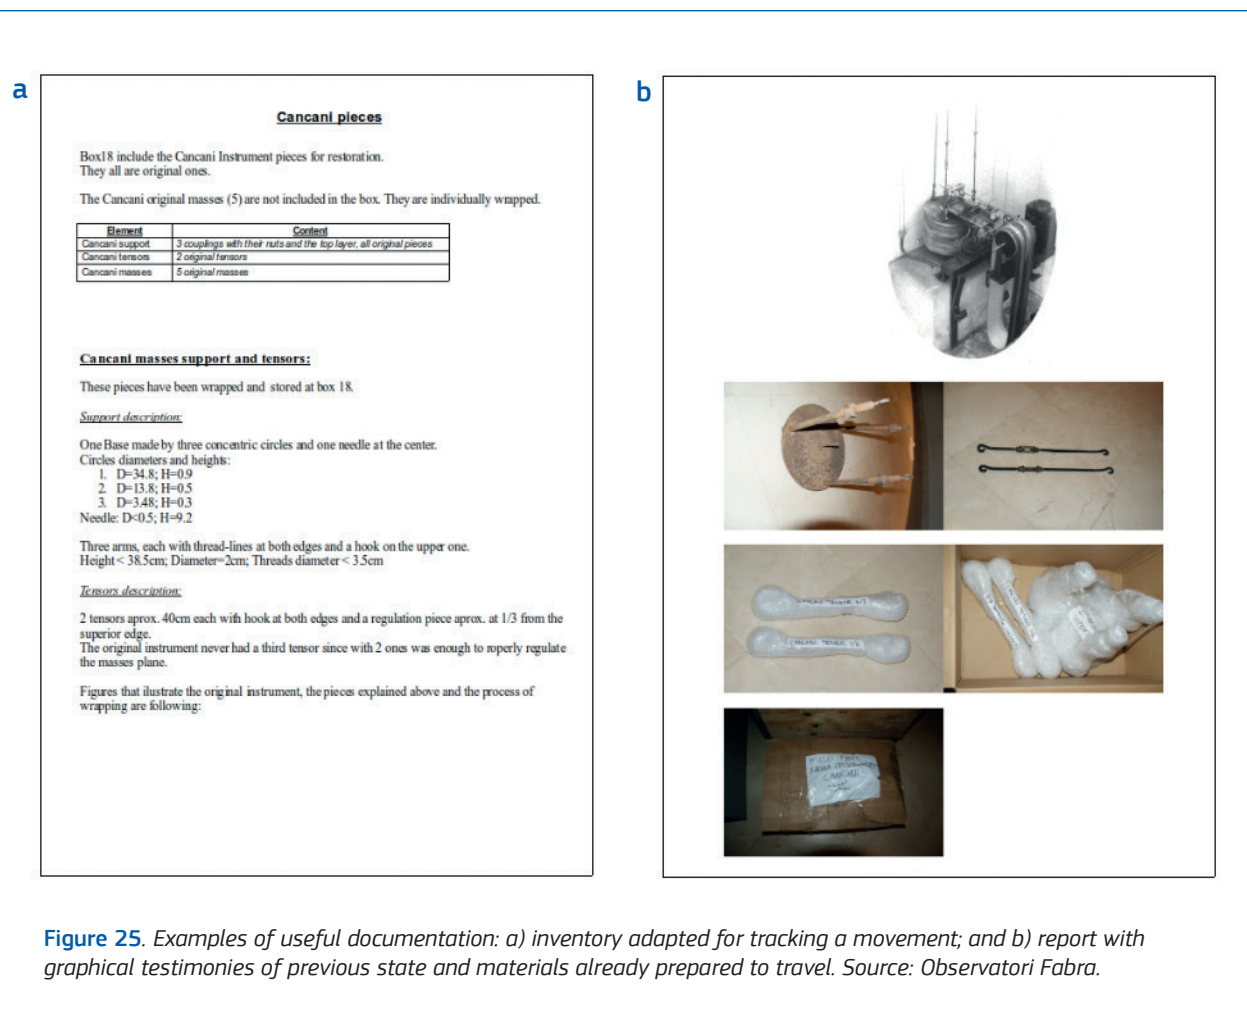 a
Cancani pieces
Box18 include the Cancani Instrument pieces for restoration.
They all are original ones.
The Cancani original masses (5) are not included in the box. They are individually wrapped.
Element Content
Cancani support 3 couplings with their nuts and the top layer, all original pieces
Cancani tensors 2 original tensors
Cancani masses 5 original masses
Cancani masses support and tensors:
These pieces have been wrapped and stored at box 18.
Support description:
One Base made by three concentric circles and one needle at the center.
Circles diameters and heights:
1. D=34.8; H=0.9
2. D=13.8; H=0.5
3. D=3.48; H=0.3
Needle: D<0.5; H=9.2
Three arms, each with thread-lines at both edges and a hook on the upper one.
Height < 38.5cm; Diameter=2cm; Threads diameter < 3.5cm
Tensors description:
2 tensors aprox. 40cm each with hook at both edges and a regulation piece aprox. at 1/3 from the
superior edge.
The original instrument never had a third tensor since with 2 ones was enough to roperly regulate
the masses plane.
Figures that ilustrate the original instrument, the pieces explained above and the process of
wrapping are following:
b
CANCANI TENSOR
CANCANI TENSOR 1/2
CANCANI
Figure 25. Examples of useful documentation: a) inventory adapted for tracking a movement; and b) report with
graphical testimonies of previous state and materials already prepared to travel. Source: Observatori Fabra.